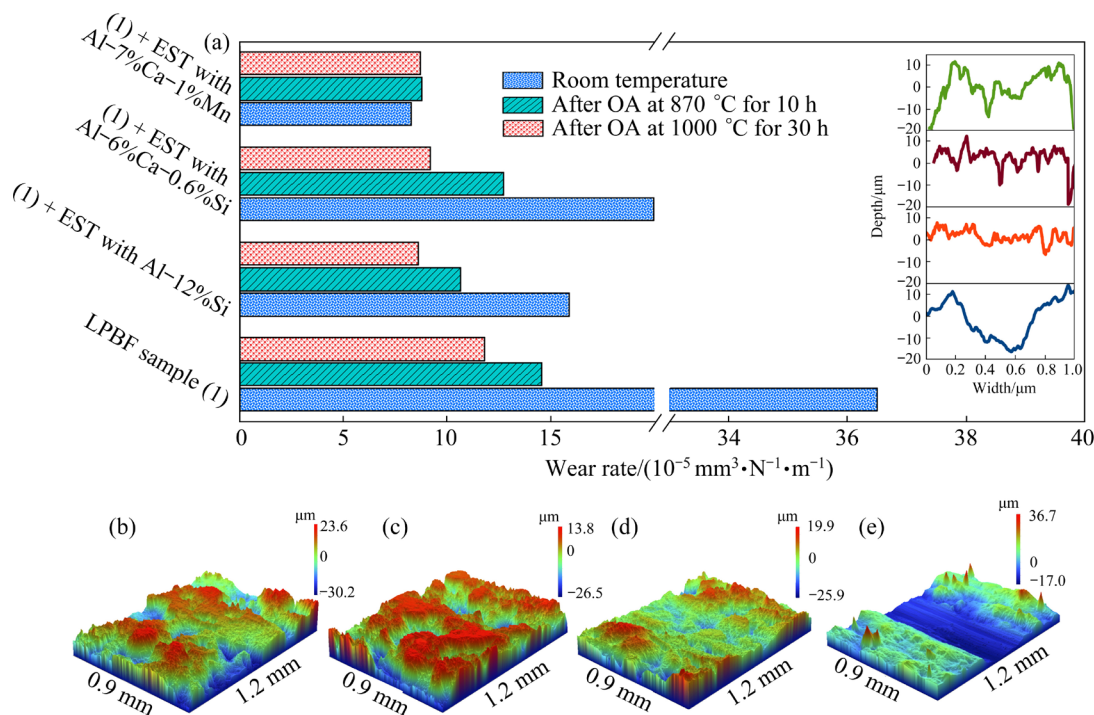 (a)
(1) + EST with
Al−7%Ca−1%Mn
(1) + EST with
Al−6%Ca−0.6%Si
(1) + EST with Al−12%Si
LPBF sample (1)
Room temperature
After OA at 870 °C for 10 h
After OA at 1000 °C for 30 h
0 5 10 15 34 36 38 40
Wear rate/(10⁻⁵ mm³•N⁻¹•m⁻¹)
Depth/μm
10
0
−10
−20
10
0
−10
−20
10
0
−10
−20
10
0
−10
−20
0 0.2 0.4 0.6 0.8 1.0
Width/μm
(b)
μm
23.6
0
−30.2
0.9 mm
1.2 mm
(c)
μm
13.8
0
−26.5
0.9 mm
1.2 mm
(d)
μm
19.9
0
−25.9
0.9 mm
1.2 mm
(e)
μm
36.7
0
−17.0
0.9 mm
1.2 mm